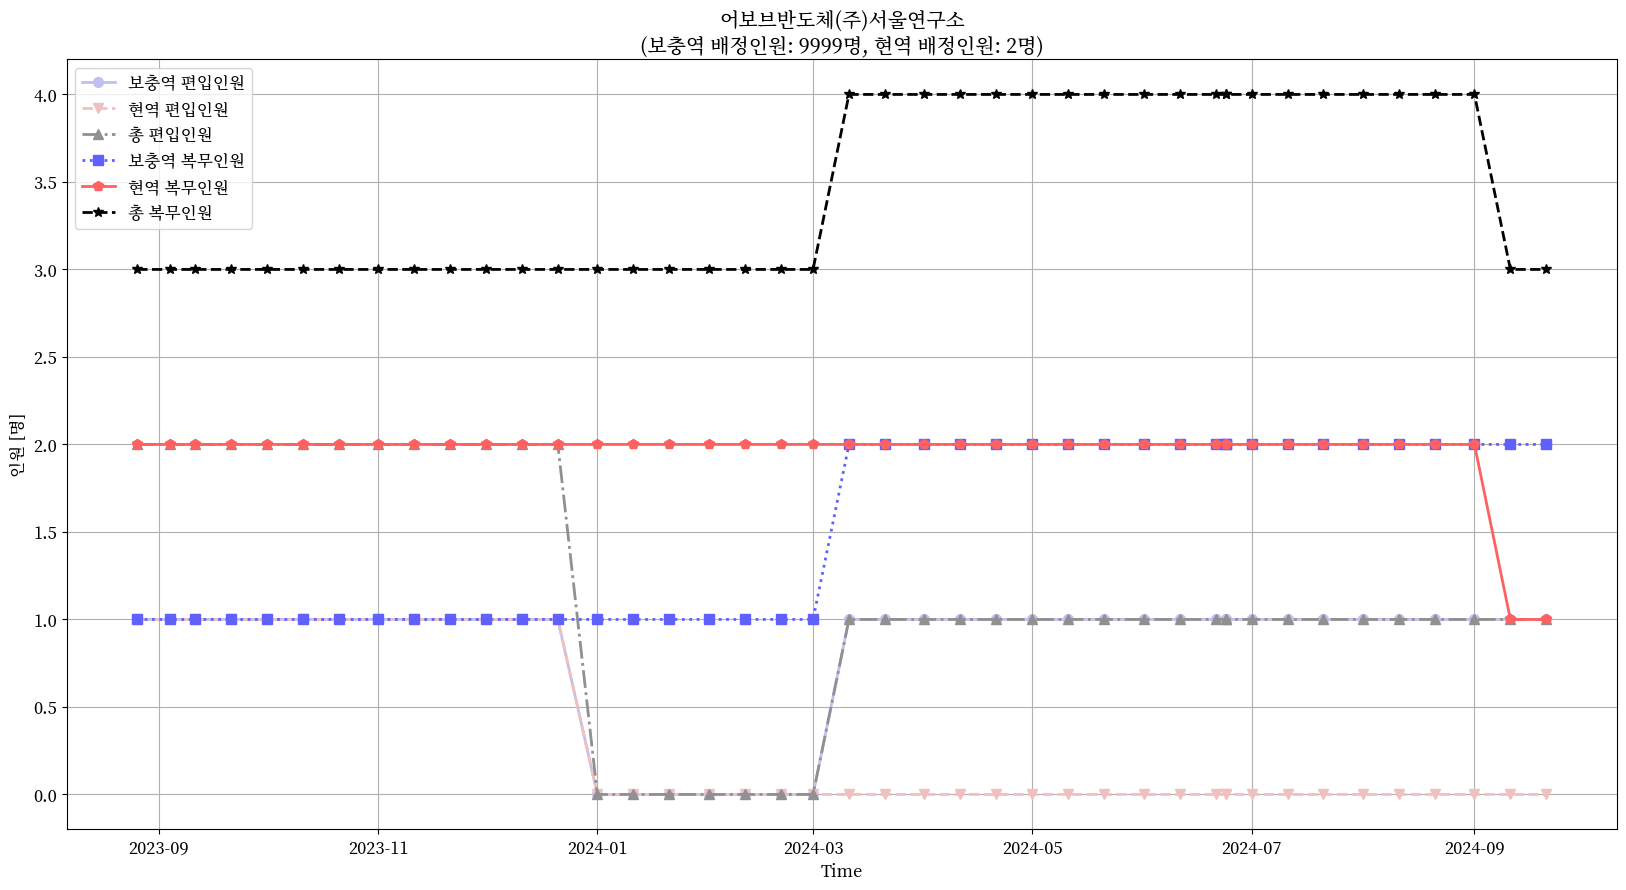 어보브반도체(주)서울연구소
(보충역 배정인원: 9999명, 현역 배정인원: 2명)
보충역 편입인원
현역 편입인원
총 편입인원
보충역 복무인원
현역 복무인원
총 복무인원
4.0
3.5
3.0
2.5
2.0
1.5
1.0
0.5
0.0
인원 [명]
2023-09
2023-11
2024-01
2024-03
2024-05
2024-07
2024-09
Time